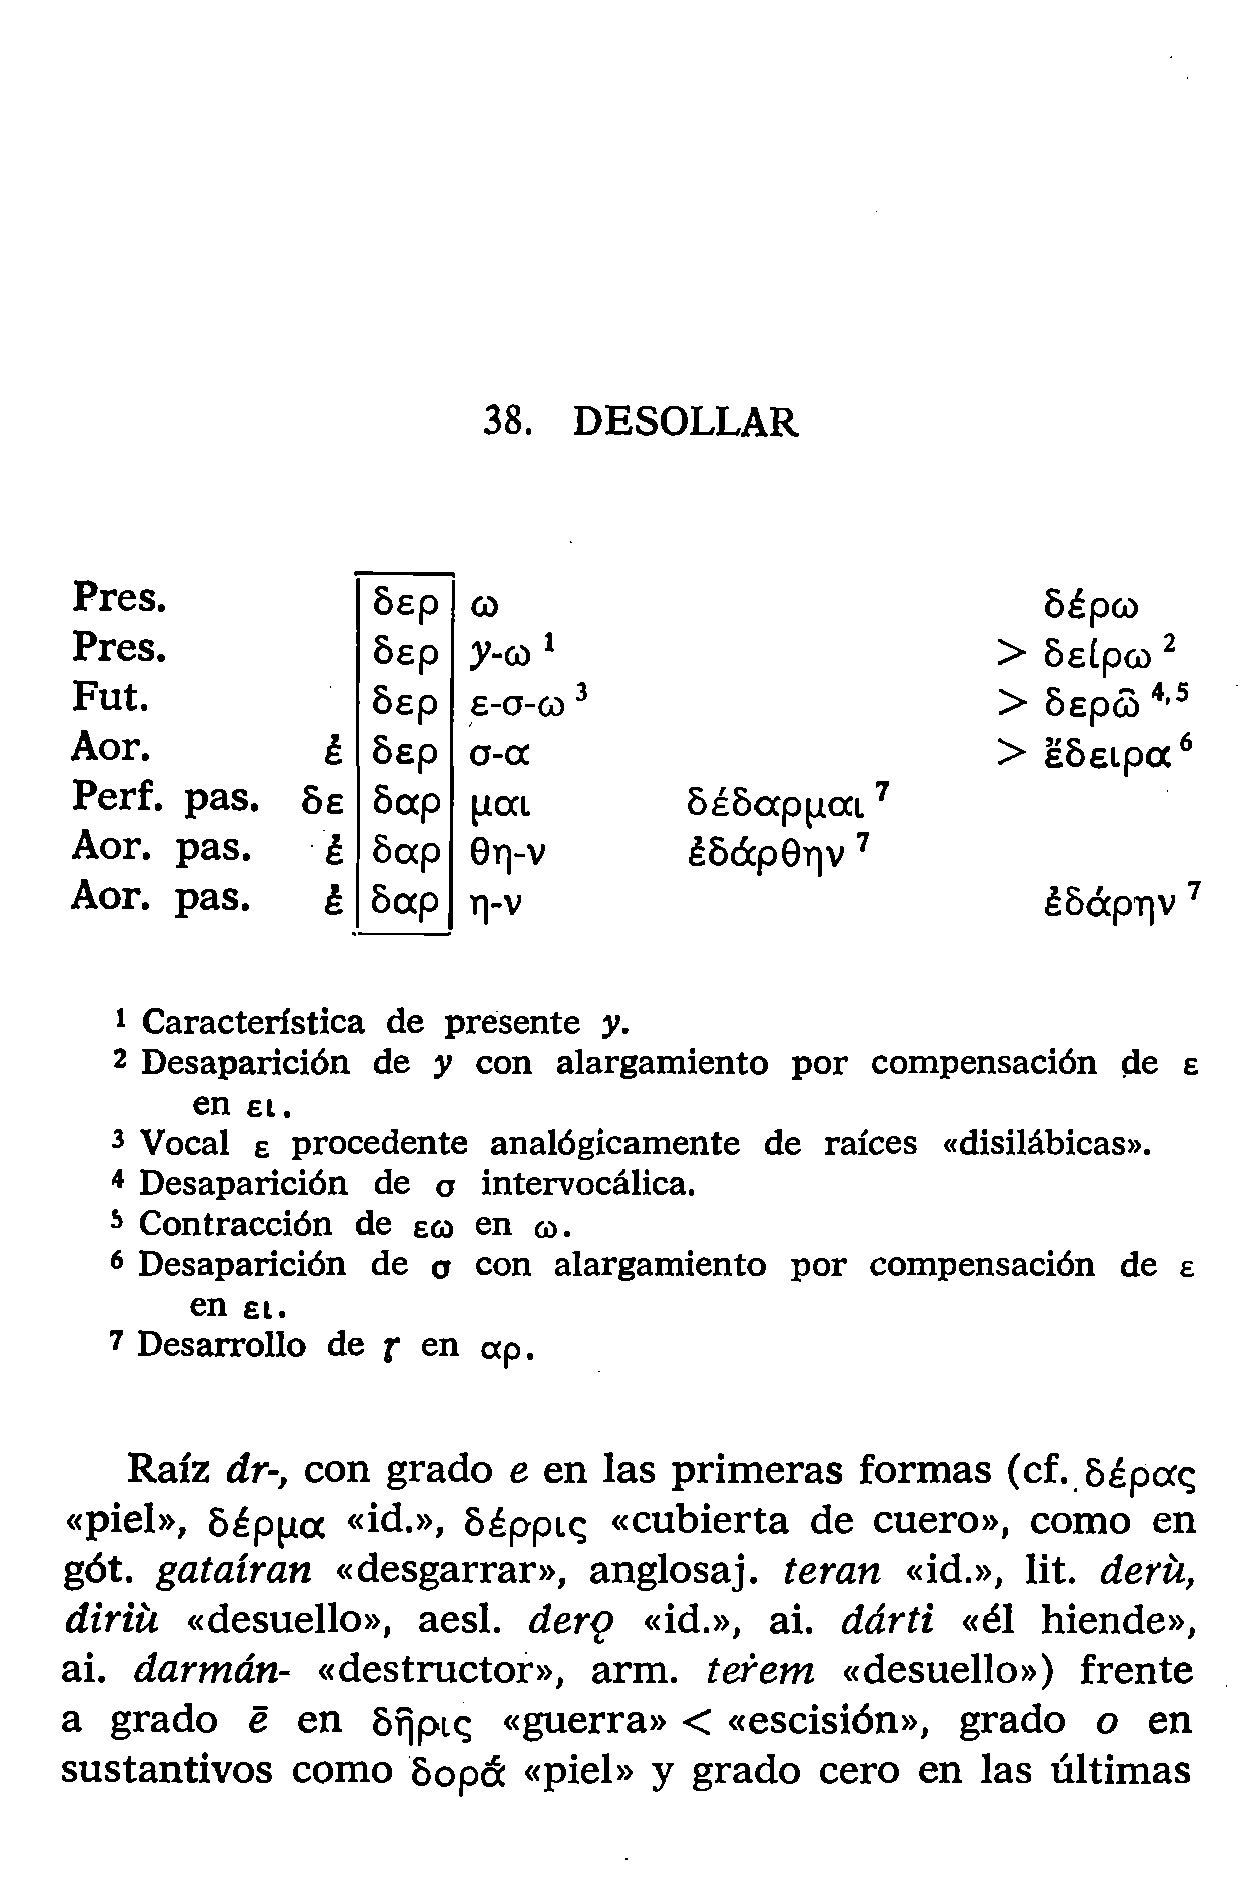 38. DESOLLAR
Pres. δερ ω δέρω
Pres. δερ y-ω ¹ > δείρω ²
Fut. δερ ε-σ-ω ³ > δερῶ ⁴,⁵
Aor. ἐ δερ σ-α > ἔδειρα ⁶
Perf. pas. δε δαρ μαι δέδαρμαι ⁷
Aor. pas. ἐ δαρ θη-ν ἐδάρθην ⁷
Aor. pas. ἐ δαρ η-ν ἐδάρην ⁷
¹ Característica de presente y.
² Desaparición de y con alargamiento por compensación de ε
en ει.
³ Vocal ε procedente analógicamente de raíces «disilábicas».
⁴ Desaparición de σ intervocálica.
⁵ Contracción de εω en ω.
⁶ Desaparición de σ con alargamiento por compensación de ε
en ει.
⁷ Desarrollo de r̥ en αρ.
Raíz dr-, con grado e en las primeras formas (cf. δέρας
«piel», δέρμα «id.», δέρρις «cubierta de cuero», como en
gót. gataíran «desgarrar», anglosaj. teran «id.», lit. derù,
diriù «desuello», aesl. derǫ «id.», ai. dárti «él hiende»,
ai. darmán- «destructor», arm. teṙem «desuello») frente
a grado ē en δῆρις «guerra» < «escisión», grado o en
sustantivos como δορά «piel» y grado cero en las últimas